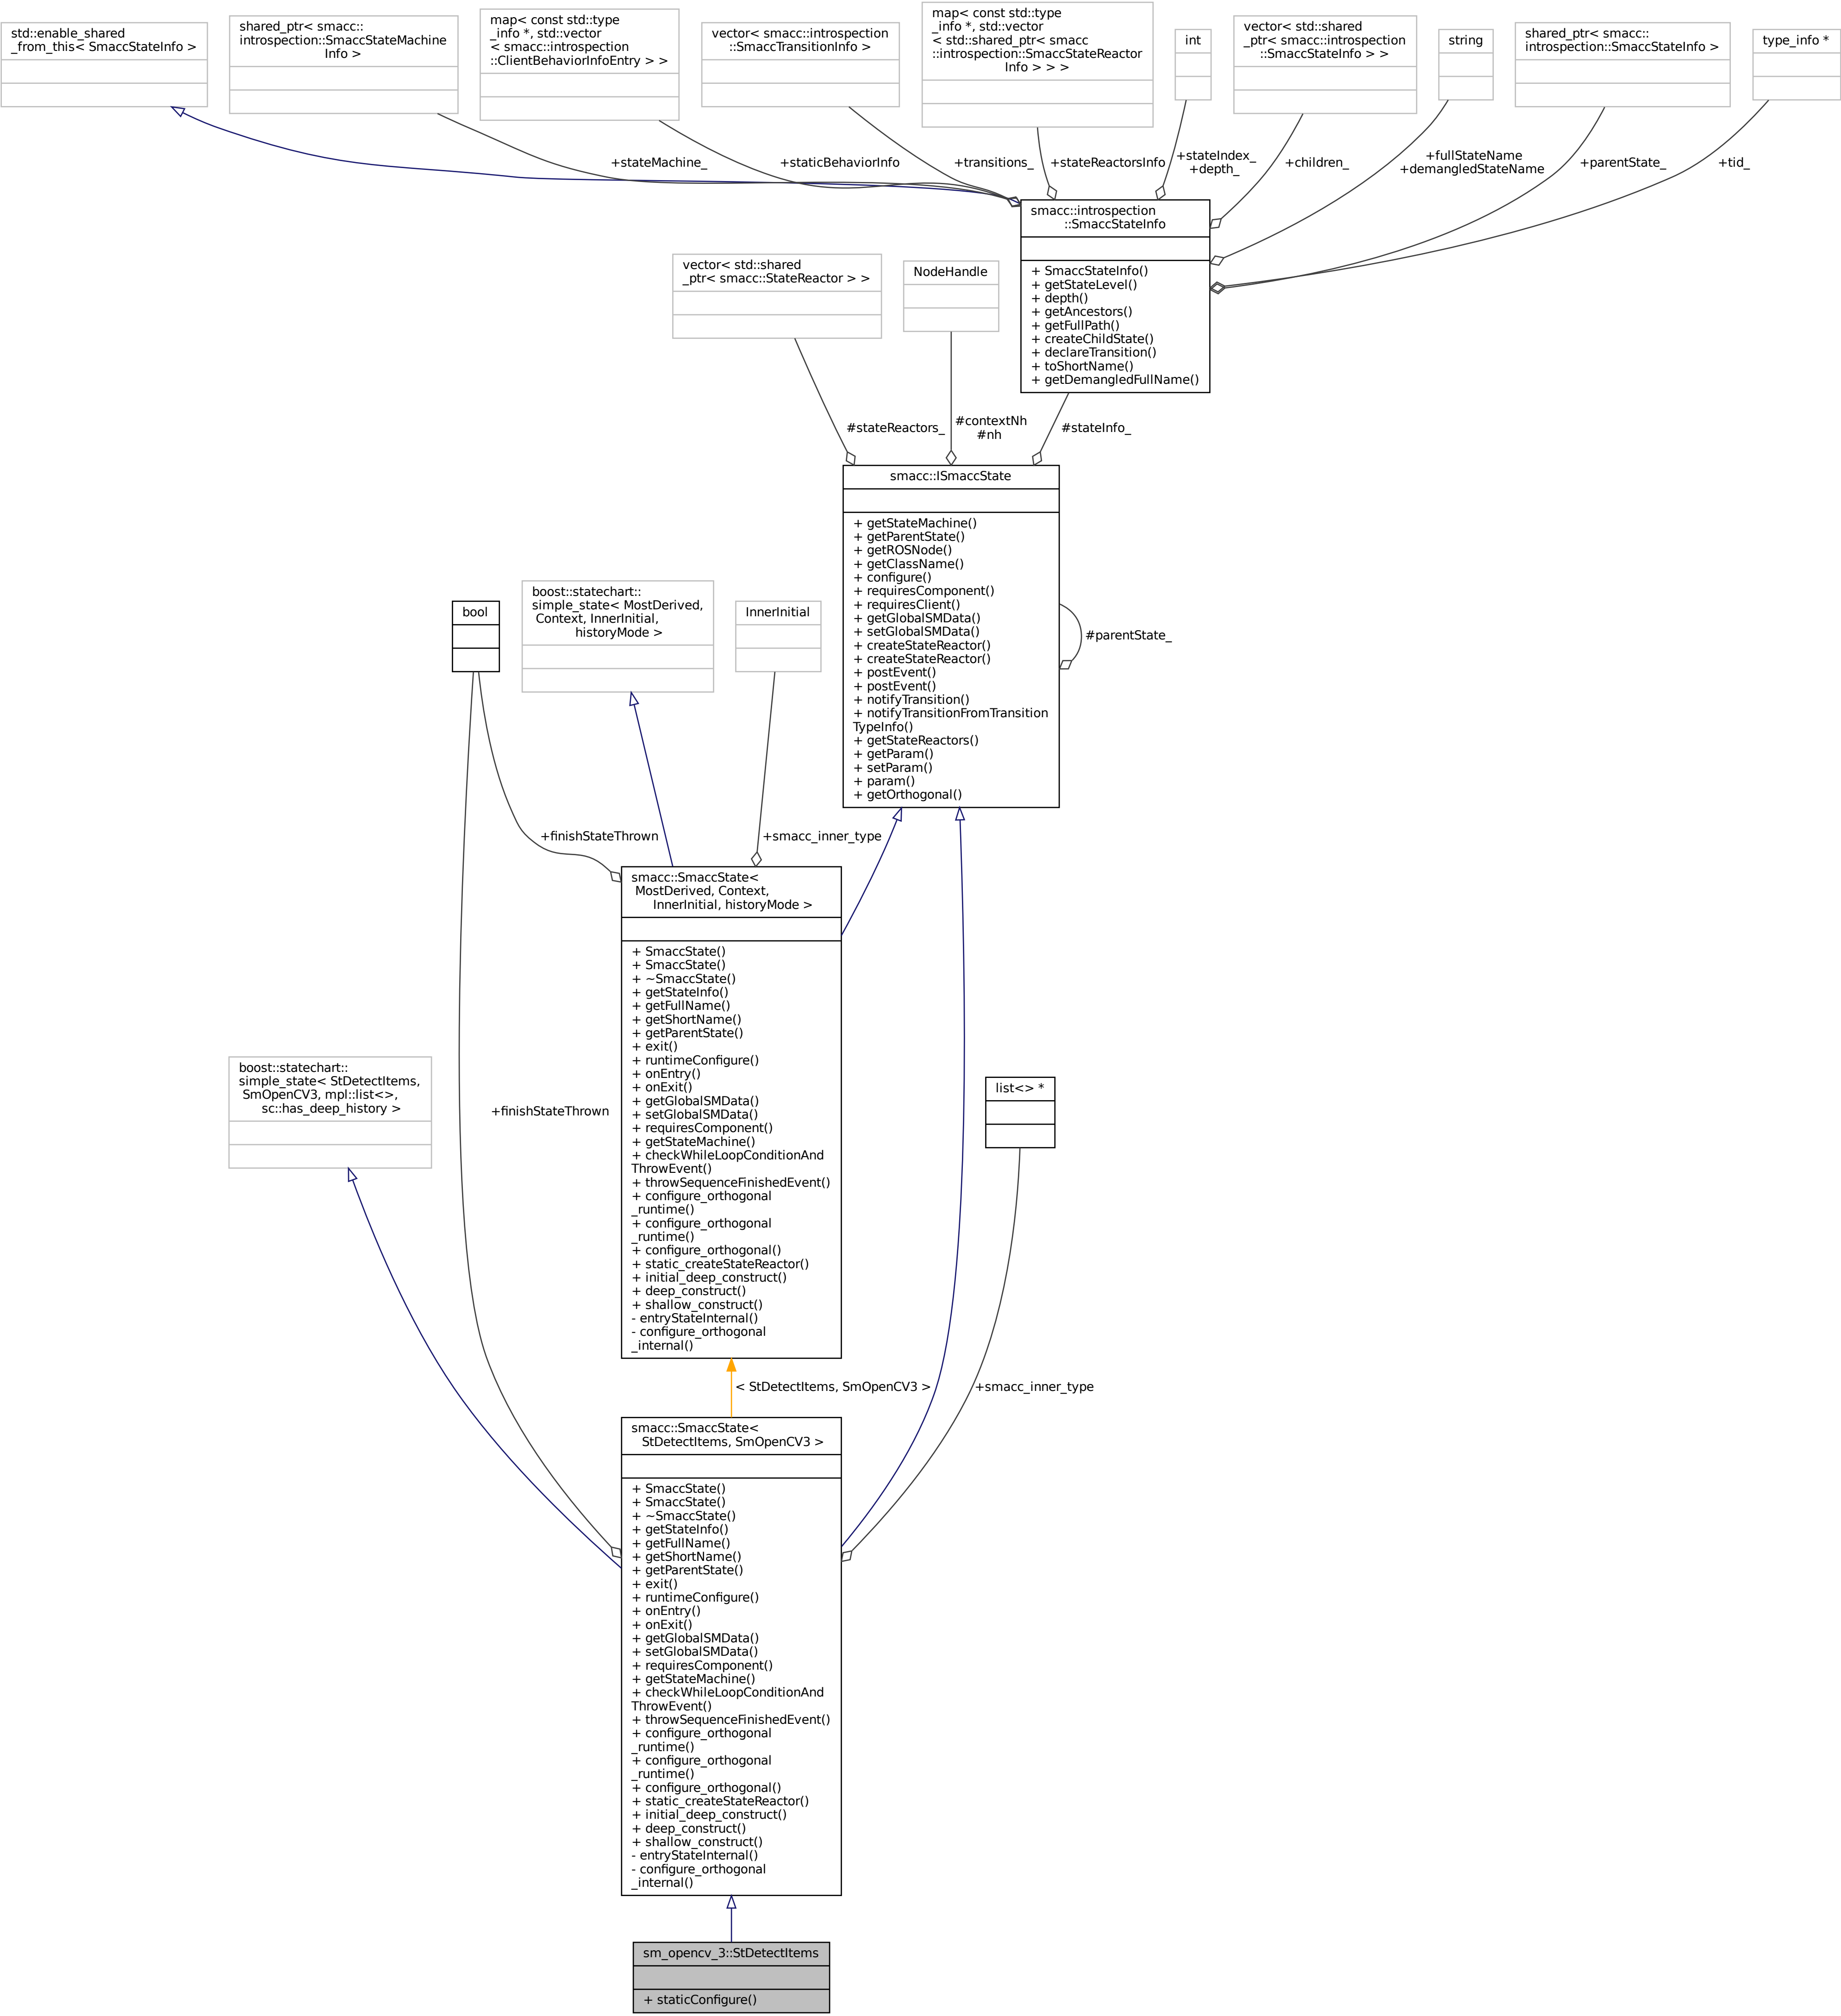 std::enable_shared
_from_this< SmaccStateInfo >
shared_ptr< smacc::
introspection::SmaccStateMachine
Info >
map< const std::type
_info *, std::vector
< smacc::introspection
::ClientBehaviorInfoEntry > >
vector< smacc::introspection
::SmaccTransitionInfo >
map< const std::type
_info *, std::vector
< std::shared_ptr< smacc
::introspection::SmaccStateReactor
Info > > >
int
vector< std::shared
_ptr< smacc::introspection
::SmaccStateInfo > >
string
shared_ptr< smacc::
introspection::SmaccStateInfo >
type_info *
+stateMachine_
+staticBehaviorInfo
+transitions_
+stateReactorsInfo
+stateIndex_
+depth_
+children_
+fullStateName
+demangledStateName
+parentState_
+tid_
smacc::introspection
::SmaccStateInfo
+ SmaccStateInfo()
+ getStateLevel()
+ depth()
+ getAncestors()
+ getFullPath()
+ createChildState()
+ declareTransition()
+ toShortName()
+ getDemangledFullName()
vector< std::shared
_ptr< smacc::StateReactor > >
NodeHandle
#stateReactors_
#contextNh
#nh
#stateInfo_
smacc::ISmaccState
+ getStateMachine()
+ getParentState()
+ getROSNode()
+ getClassName()
+ configure()
+ requiresComponent()
+ requiresClient()
+ getGlobalSMData()
+ setGlobalSMData()
+ createStateReactor()
+ createStateReactor()
+ postEvent()
+ postEvent()
+ notifyTransition()
+ notifyTransitionFromTransition
TypeInfo()
+ getStateReactors()
+ getParam()
+ setParam()
+ param()
+ getOrthogonal()
#parentState_
bool
boost::statechart::
simple_state< MostDerived,
Context, InnerInitial,
historyMode >
InnerInitial
+finishStateThrown
+smacc_inner_type
smacc::SmaccState<
MostDerived, Context,
InnerInitial, historyMode >
+ SmaccState()
+ SmaccState()
+ ~SmaccState()
+ getStateInfo()
+ getFullName()
+ getShortName()
+ getParentState()
+ exit()
+ runtimeConfigure()
+ onEntry()
+ onExit()
+ getGlobalSMData()
+ setGlobalSMData()
+ requiresComponent()
+ getStateMachine()
+ checkWhileLoopConditionAnd
ThrowEvent()
+ throwSequenceFinishedEvent()
+ configure_orthogonal
_runtime()
+ configure_orthogonal
_runtime()
+ configure_orthogonal()
+ static_createStateReactor()
+ initial_deep_construct()
+ deep_construct()
+ shallow_construct()
- entryStateInternal()
- configure_orthogonal
_internal()
boost::statechart::
simple_state< StDetectItems,
SmOpenCV3, mpl::list<>,
sc::has_deep_history >
+finishStateThrown
list<> *
< StDetectItems, SmOpenCV3 >
+smacc_inner_type
smacc::SmaccState<
StDetectItems, SmOpenCV3 >
+ SmaccState()
+ SmaccState()
+ ~SmaccState()
+ getStateInfo()
+ getFullName()
+ getShortName()
+ getParentState()
+ exit()
+ runtimeConfigure()
+ onEntry()
+ onExit()
+ getGlobalSMData()
+ setGlobalSMData()
+ requiresComponent()
+ getStateMachine()
+ checkWhileLoopConditionAnd
ThrowEvent()
+ throwSequenceFinishedEvent()
+ configure_orthogonal
_runtime()
+ configure_orthogonal
_runtime()
+ configure_orthogonal()
+ static_createStateReactor()
+ initial_deep_construct()
+ deep_construct()
+ shallow_construct()
- entryStateInternal()
- configure_orthogonal
_internal()
sm_opencv_3::StDetectItems
+ staticConfigure()